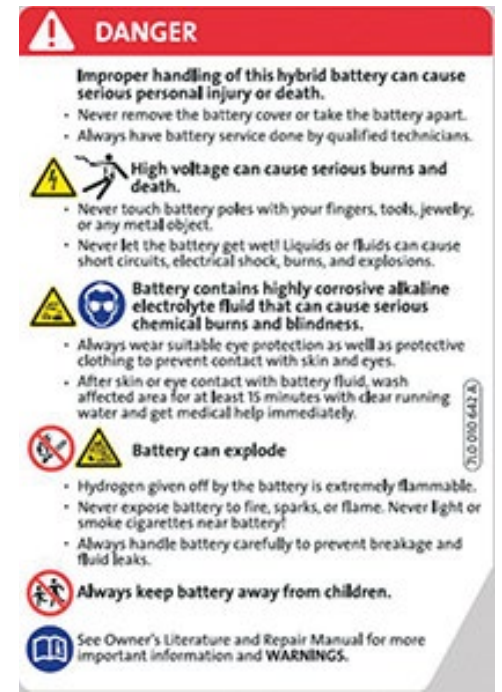 DANGER
Improper handling of this hybrid battery can cause
serious personal injury or death.
· Never remove the battery cover or take the battery apart.
· Always have battery service done by qualified technicians.
High voltage can cause serious burns and
death.
· Never touch battery poles with your fingers, tools, jewelry,
or any metal object.
· Never let the battery get wet! Liquids or fluids can cause
short circuits, electrical shock, burns, and explosions.
Battery contains highly corrosive alkaline
electrolyte fluid that can cause serious
chemical burns and blindness.
· Always wear suitable eye protection as well as protective
clothing to prevent contact with skin and eyes.
· After skin or eye contact with battery fluid, wash
affected area for at least 15 minutes with clear running
water and get medical help immediately.
7L0 010 642 A
Battery can explode
· Hydrogen given off by the battery is extremely flammable.
· Never expose battery to fire, sparks, or flame. Never light or
smoke cigarettes near battery!
· Always handle battery carefully to prevent breakage and
fluid leaks.
Always keep battery away from children.
See Owner's Literature and Repair Manual for more
important information and WARNINGS.